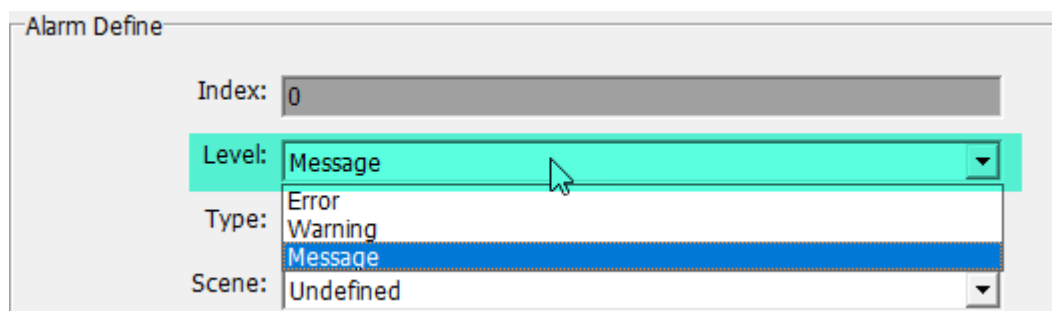 Alarm Define
Index: 0
Level: Message
Error
Type:
Warning
Message
Scene: Undefined